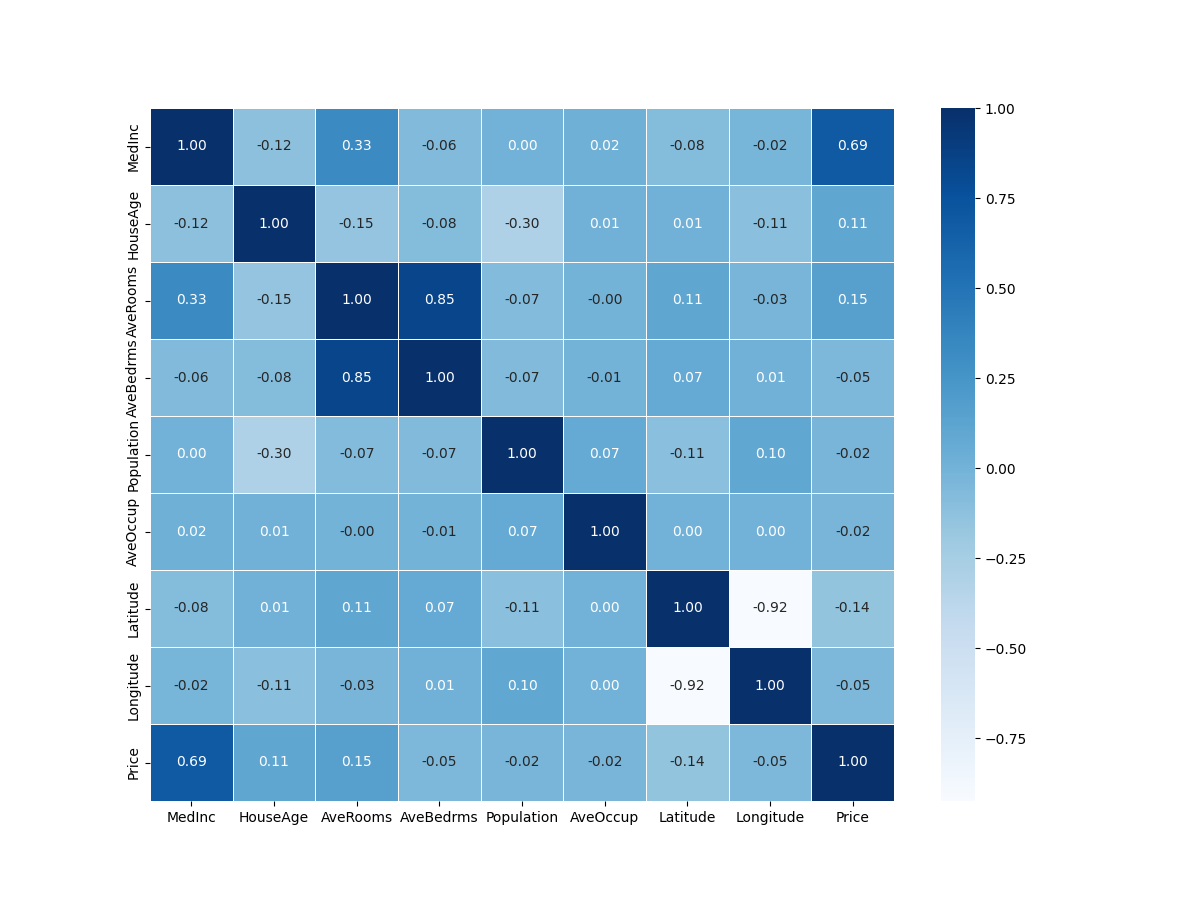 MedInc 1.00 -0.12 0.33 -0.06 0.00 0.02 -0.08 -0.02 0.69
HouseAge -0.12 1.00 -0.15 -0.08 -0.30 0.01 0.01 -0.11 0.11
AveRooms 0.33 -0.15 1.00 0.85 -0.07 -0.00 0.11 -0.03 0.15
AveBedrms -0.06 -0.08 0.85 1.00 -0.07 -0.01 0.07 0.01 -0.05
Population 0.00 -0.30 -0.07 -0.07 1.00 0.07 -0.11 0.10 -0.02
AveOccup 0.02 0.01 -0.00 -0.01 0.07 1.00 0.00 0.00 -0.02
Latitude -0.08 0.01 0.11 0.07 -0.11 0.00 1.00 -0.92 -0.14
Longitude -0.02 -0.11 -0.03 0.01 0.10 0.00 -0.92 1.00 -0.05
Price 0.69 0.11 0.15 -0.05 -0.02 -0.02 -0.14 -0.05 1.00
MedInc HouseAge AveRooms AveBedrms Population AveOccup Latitude Longitude Price
1.00
0.75
0.50
0.25
0.00
−0.25
−0.50
−0.75